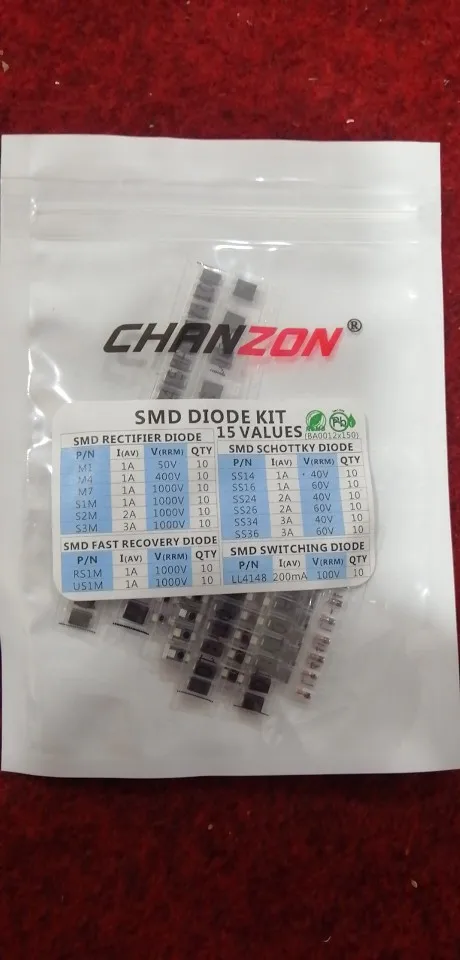 CHANZON®
SMD DIODE KIT
15 VALUES (BA0012x150)
Pb
SMD RECTIFIER DIODE
P/N I(AV) V(RRM) QTY
M1 1A 50V 10
M4 1A 400V 10
M7 1A 1000V 10
S1M 1A 1000V 10
S2M 2A 1000V 10
S3M 3A 1000V 10
SMD SCHOTTKY DIODE
P/N I(AV) V(RRM) QTY
SS14 1A 40V 10
SS16 1A 60V 10
SS24 2A 40V 10
SS26 2A 60V 10
SS34 3A 40V 10
SS36 3A 60V 10
SMD FAST RECOVERY DIODE
P/N I(AV) V(RRM) QTY
RS1M 1A 1000V 10
US1M 1A 1000V 10
SMD SWITCHING DIODE
P/N I(AV) V(RRM) QTY
LL4148 200mA 100V 10